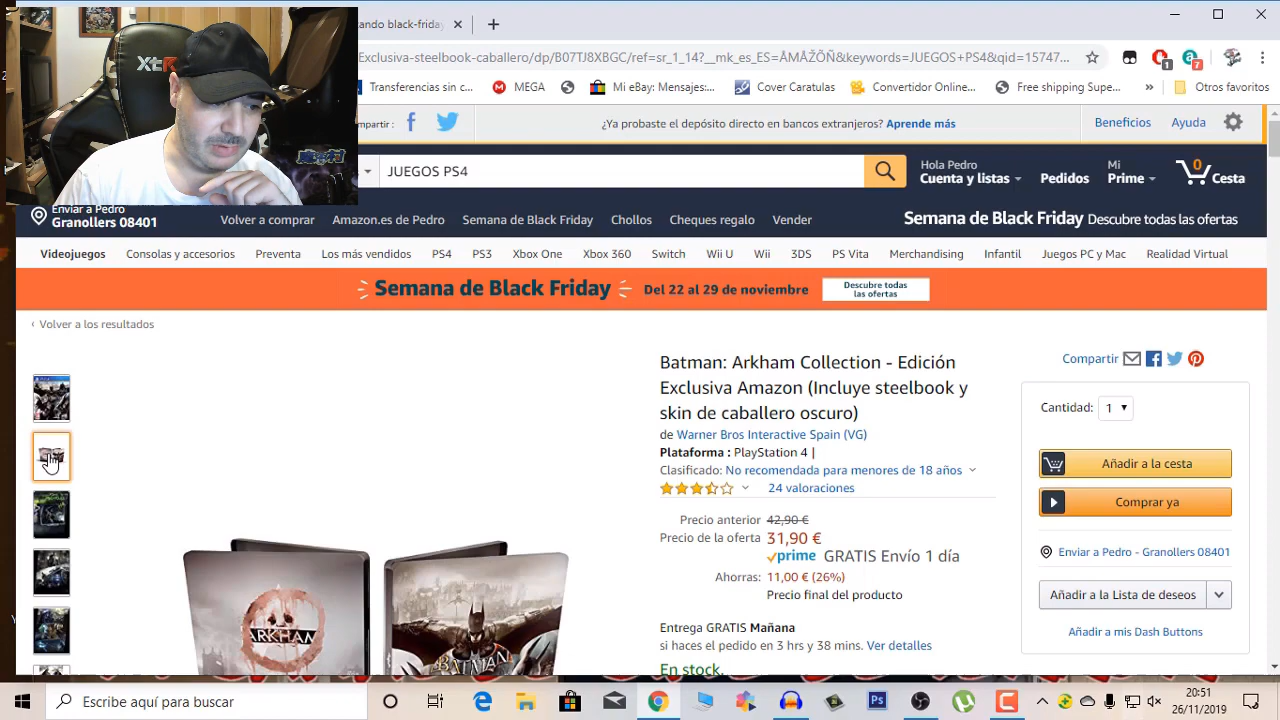 XTR
ando black-friday
Exclusiva-steelbook-caballero/dp/B07TJ8XBGC/ref=sr_1_14?__mk_es_ES=ÅMÅŽÕÑ&keywords=JUEGOS+PS4&qid=15747...
1
7
Transferencias sin c...
MEGA
Mi eBay: Mensajes:...
Cover Caratulas
Convertidor Online...
Free shipping Supe...
»
Otros favoritos
mpartir :
¿Ya probaste el depósito directo en bancos extranjeros? Aprende más
Beneficios
Ayuda
JUEGOS PS4
Hola Pedro
Cuenta y listas
Pedidos
Mi
Prime
0
Cesta
Enviar a Pedro
Granollers 08401
Volver a comprar
Amazon.es de Pedro
Semana de Black Friday
Chollos
Cheques regalo
Vender
Semana de Black Friday Descubre todas las ofertas
Videojuegos
Consolas y accesorios
Preventa
Los más vendidos
PS4
PS3
Xbox One
Xbox 360
Switch
Wii U
Wii
3DS
PS Vita
Merchandising
Infantil
Juegos PC y Mac
Realidad Virtual
Semana de Black Friday
Del 22 al 29 de noviembre
Descubre todas
las ofertas
‹ Volver a los resultados
Batman: Arkham Collection - Edición
Exclusiva Amazon (Incluye steelbook y
skin de caballero oscuro)
de Warner Bros Interactive Spain (VG)
Plataforma : PlayStation 4 |
Clasificado: No recomendada para menores de 18 años
24 valoraciones
Precio anterior 42,90 €
Precio de la oferta 31,90 €
prime GRATIS Envío 1 día
Ahorras: 11,00 € (26%)
Precio final del producto
Entrega GRATIS Mañana
si haces el pedido en 3 hrs y 38 mins. Ver detalles
En stock.
Compartir
Cantidad: 1
Añadir a la cesta
Comprar ya
Enviar a Pedro - Granollers 08401
Añadir a la Lista de deseos
Añadir a mis Dash Buttons
ARKHAM
BATMAN
Escribe aquí para buscar
20:51
26/11/2019